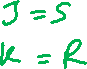 J = S
K = R